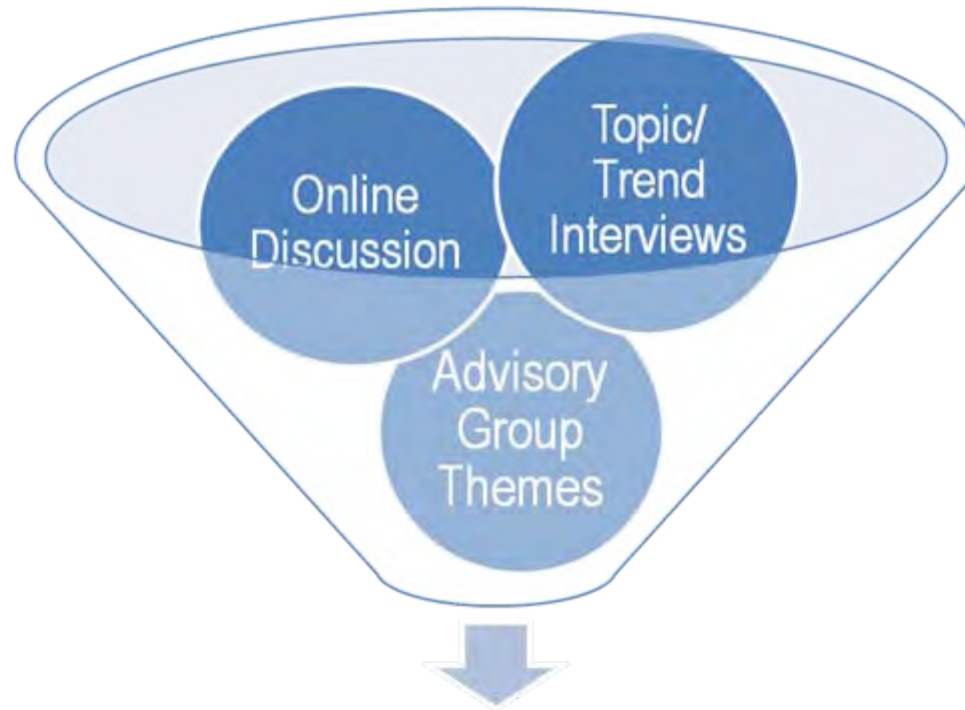 Online
Discussion
Topic/
Trend
Interviews
Advisory
Group
Themes